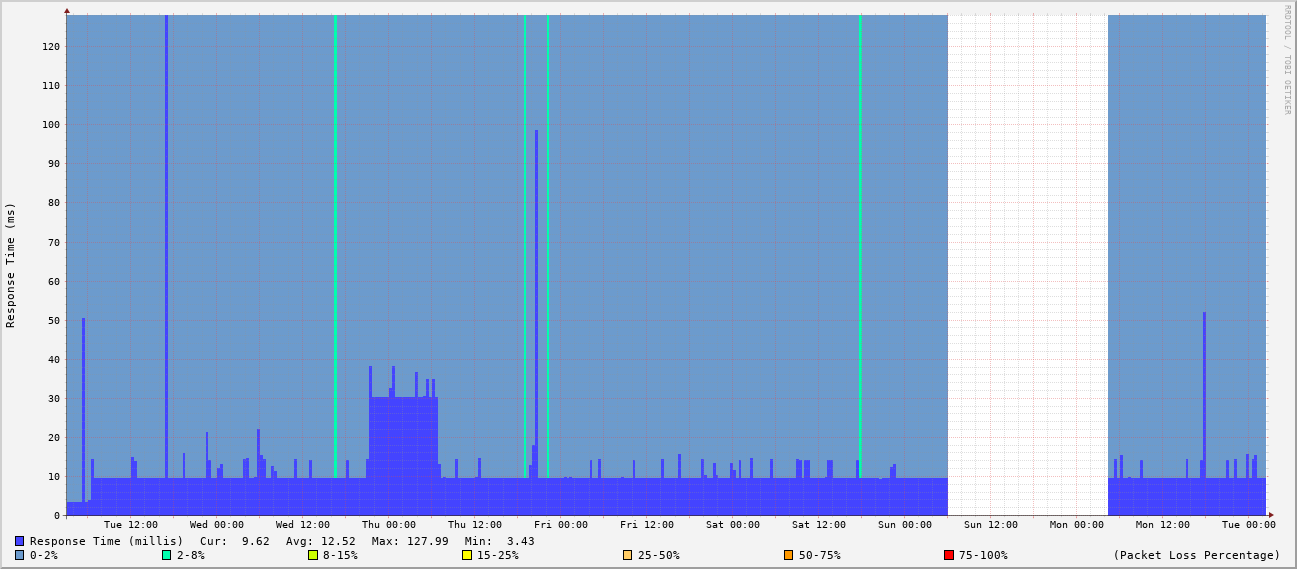 RRDTOOL / TOBI OETIKER
Response Time (ms)
120
110
100
90
80
70
60
50
40
30
20
10
0
Tue 12:00 Wed 00:00 Wed 12:00 Thu 00:00 Thu 12:00 Fri 00:00 Fri 12:00 Sat 00:00 Sat 12:00 Sun 00:00 Sun 12:00 Mon 00:00 Mon 12:00 Tue 00:00
Response Time (millis) Cur: 9.62 Avg: 12.52 Max: 127.99 Min: 3.43
0-2% 2-8% 8-15% 15-25% 25-50% 50-75% 75-100% (Packet Loss Percentage)